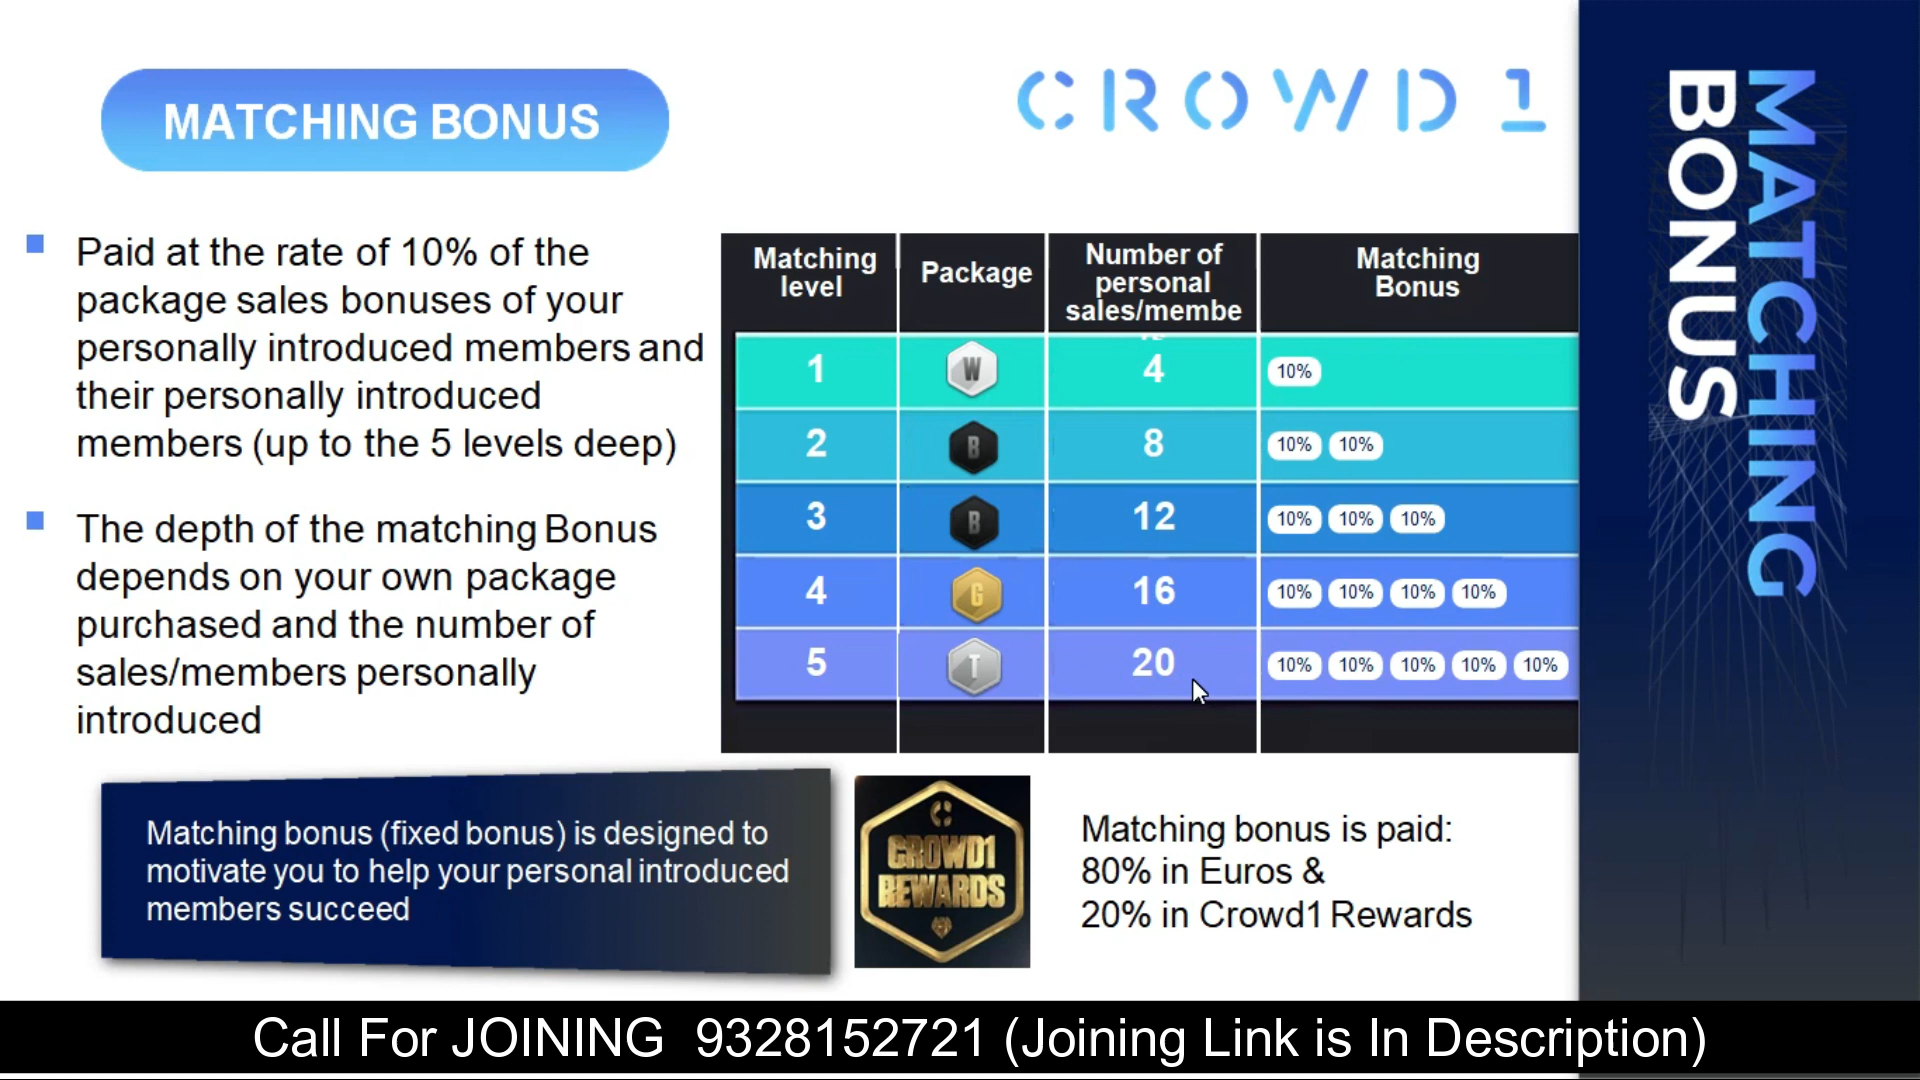 MATCHING BONUS
CROWD1
Paid at the rate of 10% of the
package sales bonuses of your
personally introduced members and
their personally introduced
members (up to the 5 levels deep)
The depth of the matching Bonus
depends on your own package
purchased and the number of
sales/members personally
introduced
Matching level
Package
Number of personal sales/membe
Matching Bonus
1 W 4 10%
2 B 8 10% 10%
3 B 12 10% 10% 10%
4 G 16 10% 10% 10% 10%
5 T 20 10% 10% 10% 10% 10%
MATCHING
BONUS
Matching bonus (fixed bonus) is designed to
motivate you to help your personal introduced
members succeed
CROWD1
REWARDS
Matching bonus is paid:
80% in Euros &
20% in Crowd1 Rewards
Call For JOINING 9328152721 (Joining Link is In Description)